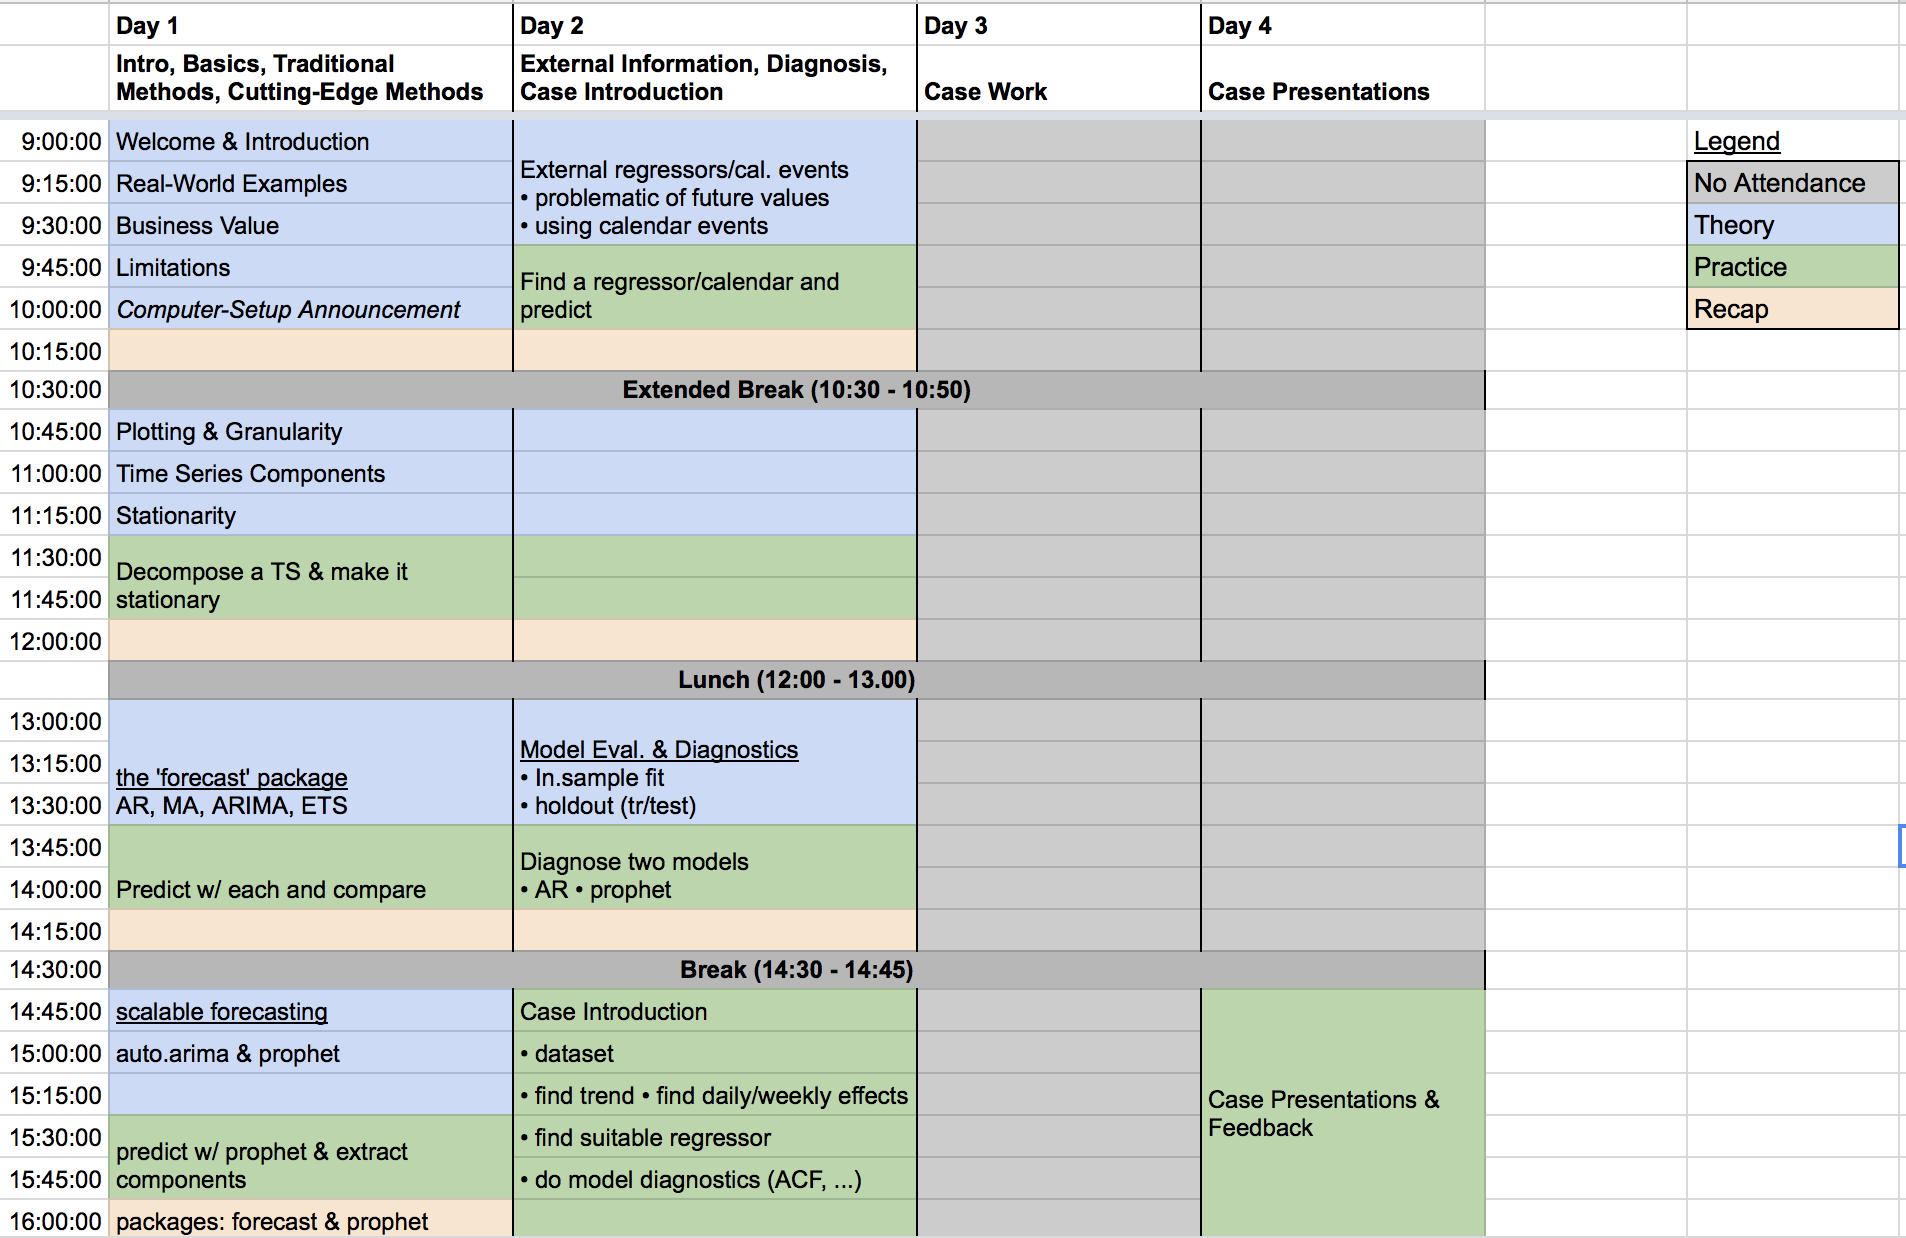 Day 1
Day 2
Day 3
Day 4
Intro, Basics, Traditional
Methods, Cutting-Edge Methods
External Information, Diagnosis,
Case Introduction
Case Work
Case Presentations
9:00:00
Welcome & Introduction
External regressors/cal. events
• problematic of future values
• using calendar events
Legend
9:15:00
Real-World Examples
No Attendance
9:30:00
Business Value
Theory
9:45:00
Limitations
Find a regressor/calendar and
predict
Practice
10:00:00
Computer-Setup Announcement
Recap
10:15:00
10:30:00
Extended Break (10:30 - 10:50)
10:45:00
Plotting & Granularity
11:00:00
Time Series Components
11:15:00
Stationarity
11:30:00
Decompose a TS & make it
stationary
11:45:00
12:00:00
Lunch (12:00 - 13.00)
13:00:00
13:15:00
13:30:00
the 'forecast' package
AR, MA, ARIMA, ETS
Model Eval. & Diagnostics
• In.sample fit
• holdout (tr/test)
13:45:00
14:00:00
Predict w/ each and compare
Diagnose two models
• AR • prophet
14:15:00
14:30:00
Break (14:30 - 14:45)
14:45:00
scalable forecasting
Case Introduction
15:00:00
auto.arima & prophet
• dataset
15:15:00
• find trend • find daily/weekly effects
Case Presentations &
Feedback
15:30:00
predict w/ prophet & extract
components
• find suitable regressor
15:45:00
• do model diagnostics (ACF, ...)
16:00:00
packages: forecast & prophet